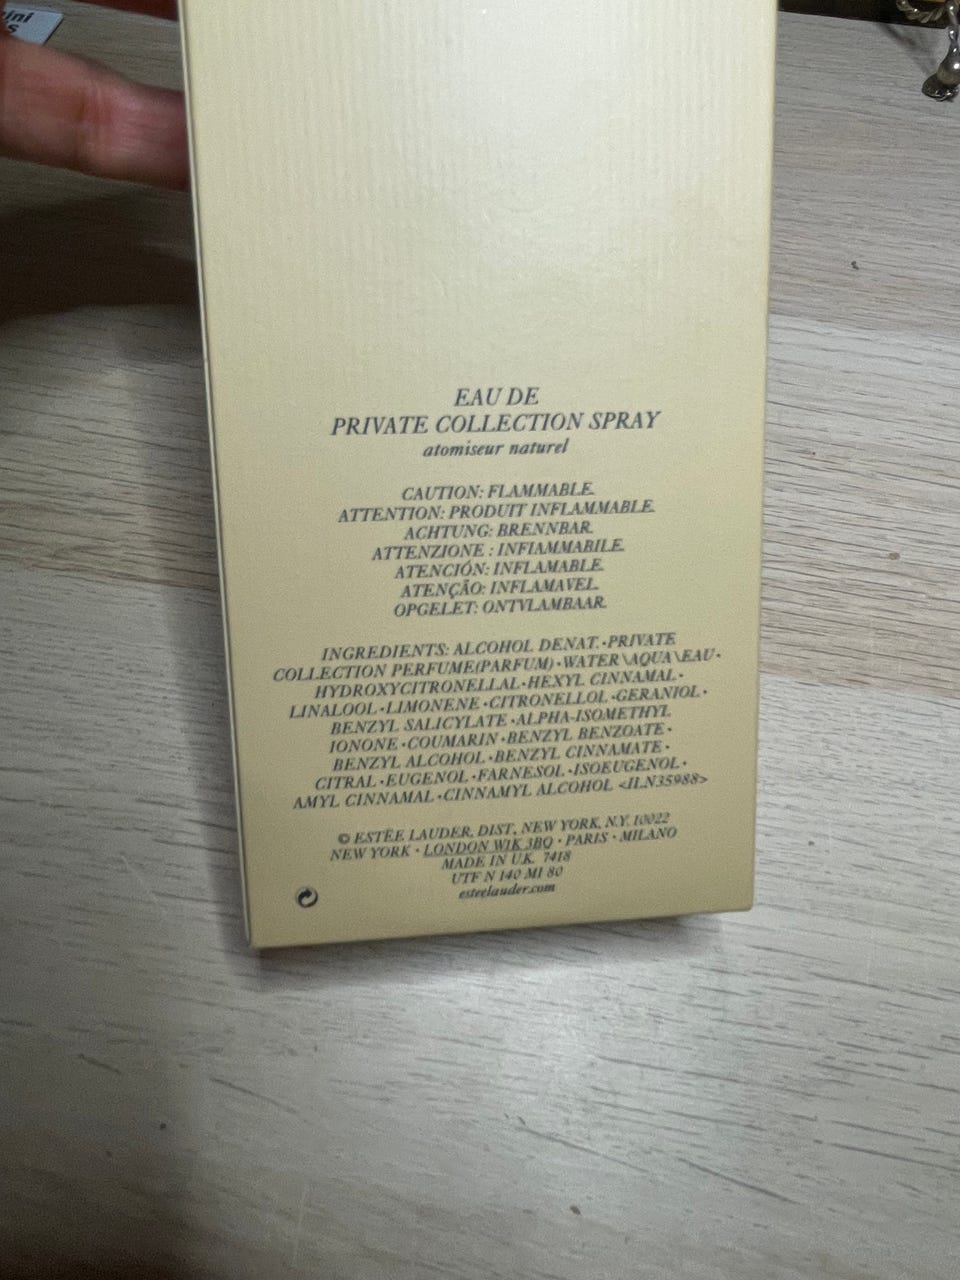 ini
s
EAU DE
PRIVATE COLLECTION SPRAY
atomiseur naturel
CAUTION: FLAMMABLE.
ATTENTION: PRODUIT INFLAMMABLE.
ACHTUNG: BRENNBAR.
ATTENZIONE : INFIAMMABILE.
ATENCIÓN: INFLAMABLE.
ATENÇÃO: INFLAMAVEL.
OPGELET: ONTVLAMBAAR.
INGREDIENTS: ALCOHOL DENAT. • PRIVATE
COLLECTION PERFUME(PARFUM) • WATER\AQUA\EAU •
HYDROXYCITRONELLAL • HEXYL CINNAMAL •
LINALOOL • LIMONENE • CITRONELLOL • GERANIOL •
BENZYL SALICYLATE • ALPHA-ISOMETHYL
IONONE • COUMARIN • BENZYL BENZOATE •
BENZYL ALCOHOL • BENZYL CINNAMATE •
CITRAL • EUGENOL • FARNESOL • ISOEUGENOL •
AMYL CINNAMAL • CINNAMYL ALCOHOL <ILN35988>
© ESTĒE LAUDER, DIST., NEW YORK, N.Y. 10022
NEW YORK • LONDON W1K 3BQ • PARIS • MILANO
MADE IN U.K. 7418
UTF N 140 MI 80
esteelauder.com